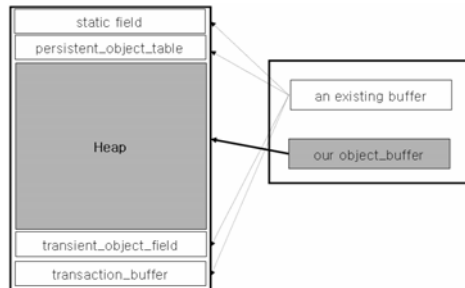 static field
persistent_object_table
Heap
transient_object_field
transaction_buffer
an existing buffer
our object_buffer